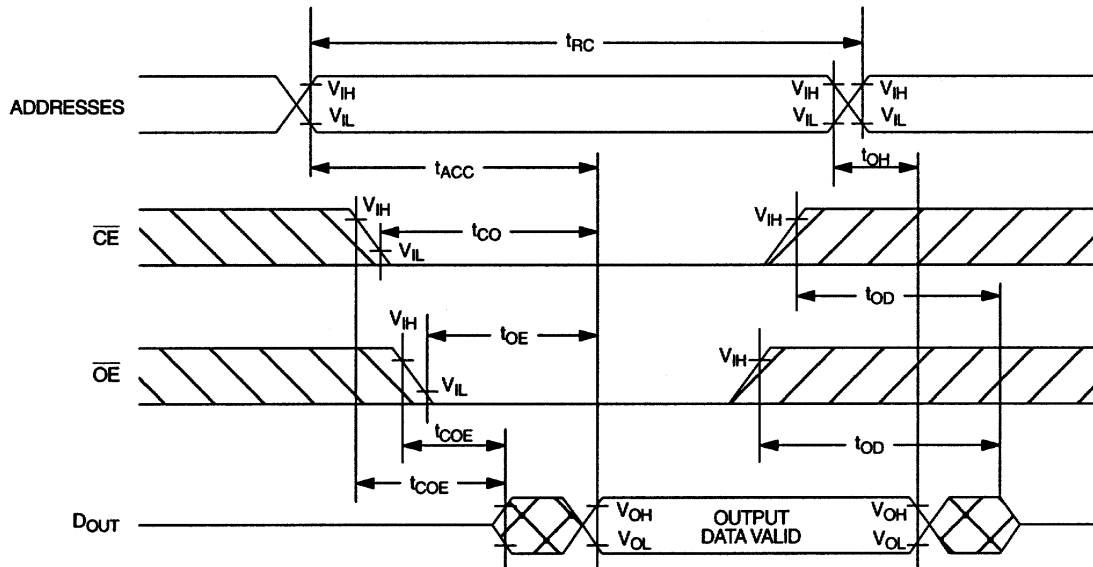 tRC
ADDRESSES
VIH
VIL
VIH
VIL
VIH
VIL
tACC
tOH
CE
VIH
VIL
tCO
VIH
tOD
OE
VIH
VIL
tOE
VIH
tCOE
tOD
tCOE
DOUT
VOH
VOL
OUTPUT
DATA VALID
VOH
VOL